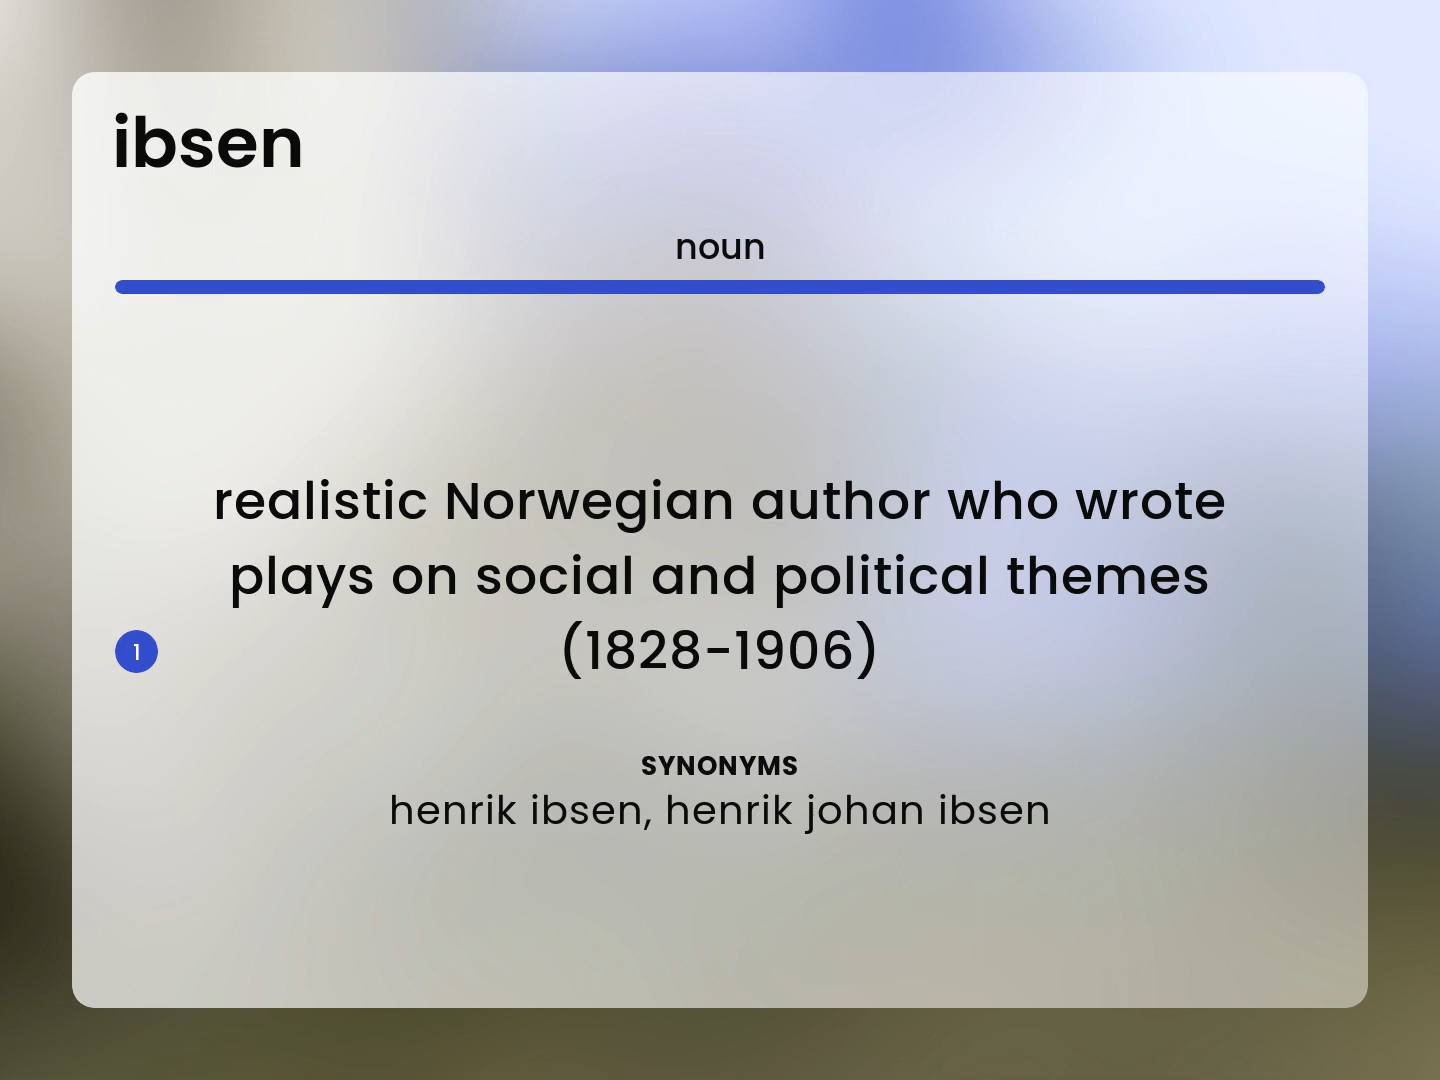 ibsen
noun
realistic Norwegian author who wrote
plays on social and political themes
(1828-1906)
1
SYNONYMS
henrik ibsen, henrik johan ibsen